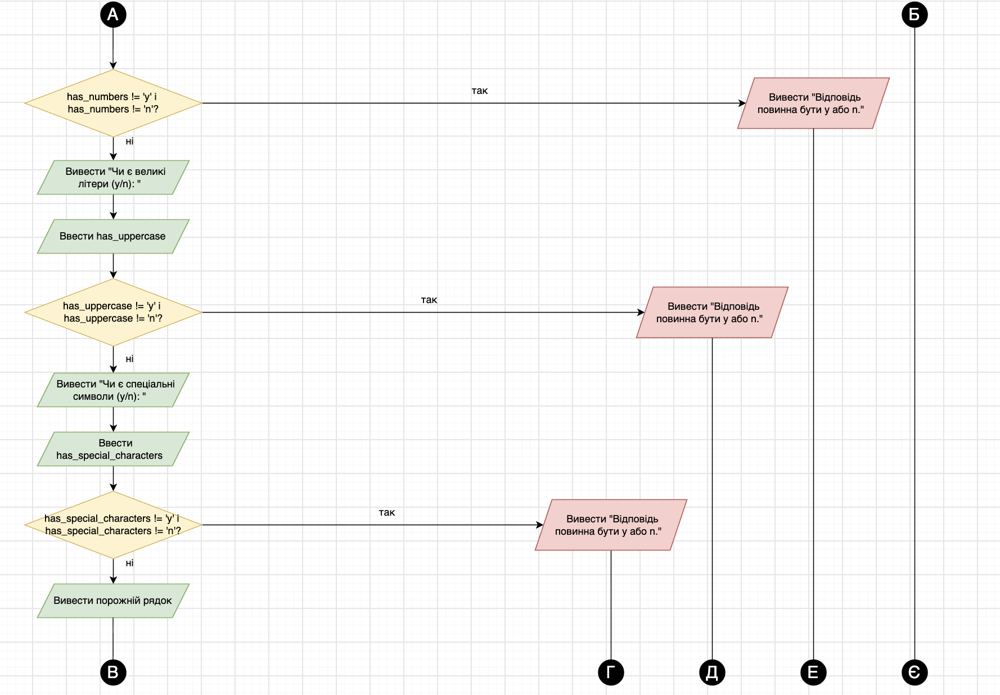 А
Б
has_numbers != 'y' і
has_numbers != 'n'?
так
Вивести "Відповідь
повинна бути y або n."
ні
Вивести "Чи є великі
літери (y/n): "
Ввести has_uppercase
has_uppercase != 'y' і
has_uppercase != 'n'?
так
Вивести "Відповідь
повинна бути y або n."
ні
Вивести "Чи є спеціальні
символи (y/n): "
Ввести
has_special_characters
has_special_characters != 'y' і
has_special_characters != 'n'?
так
Вивести "Відповідь
повинна бути y або n."
ні
Вивести порожній рядок
В
Г
Д
Е
Є